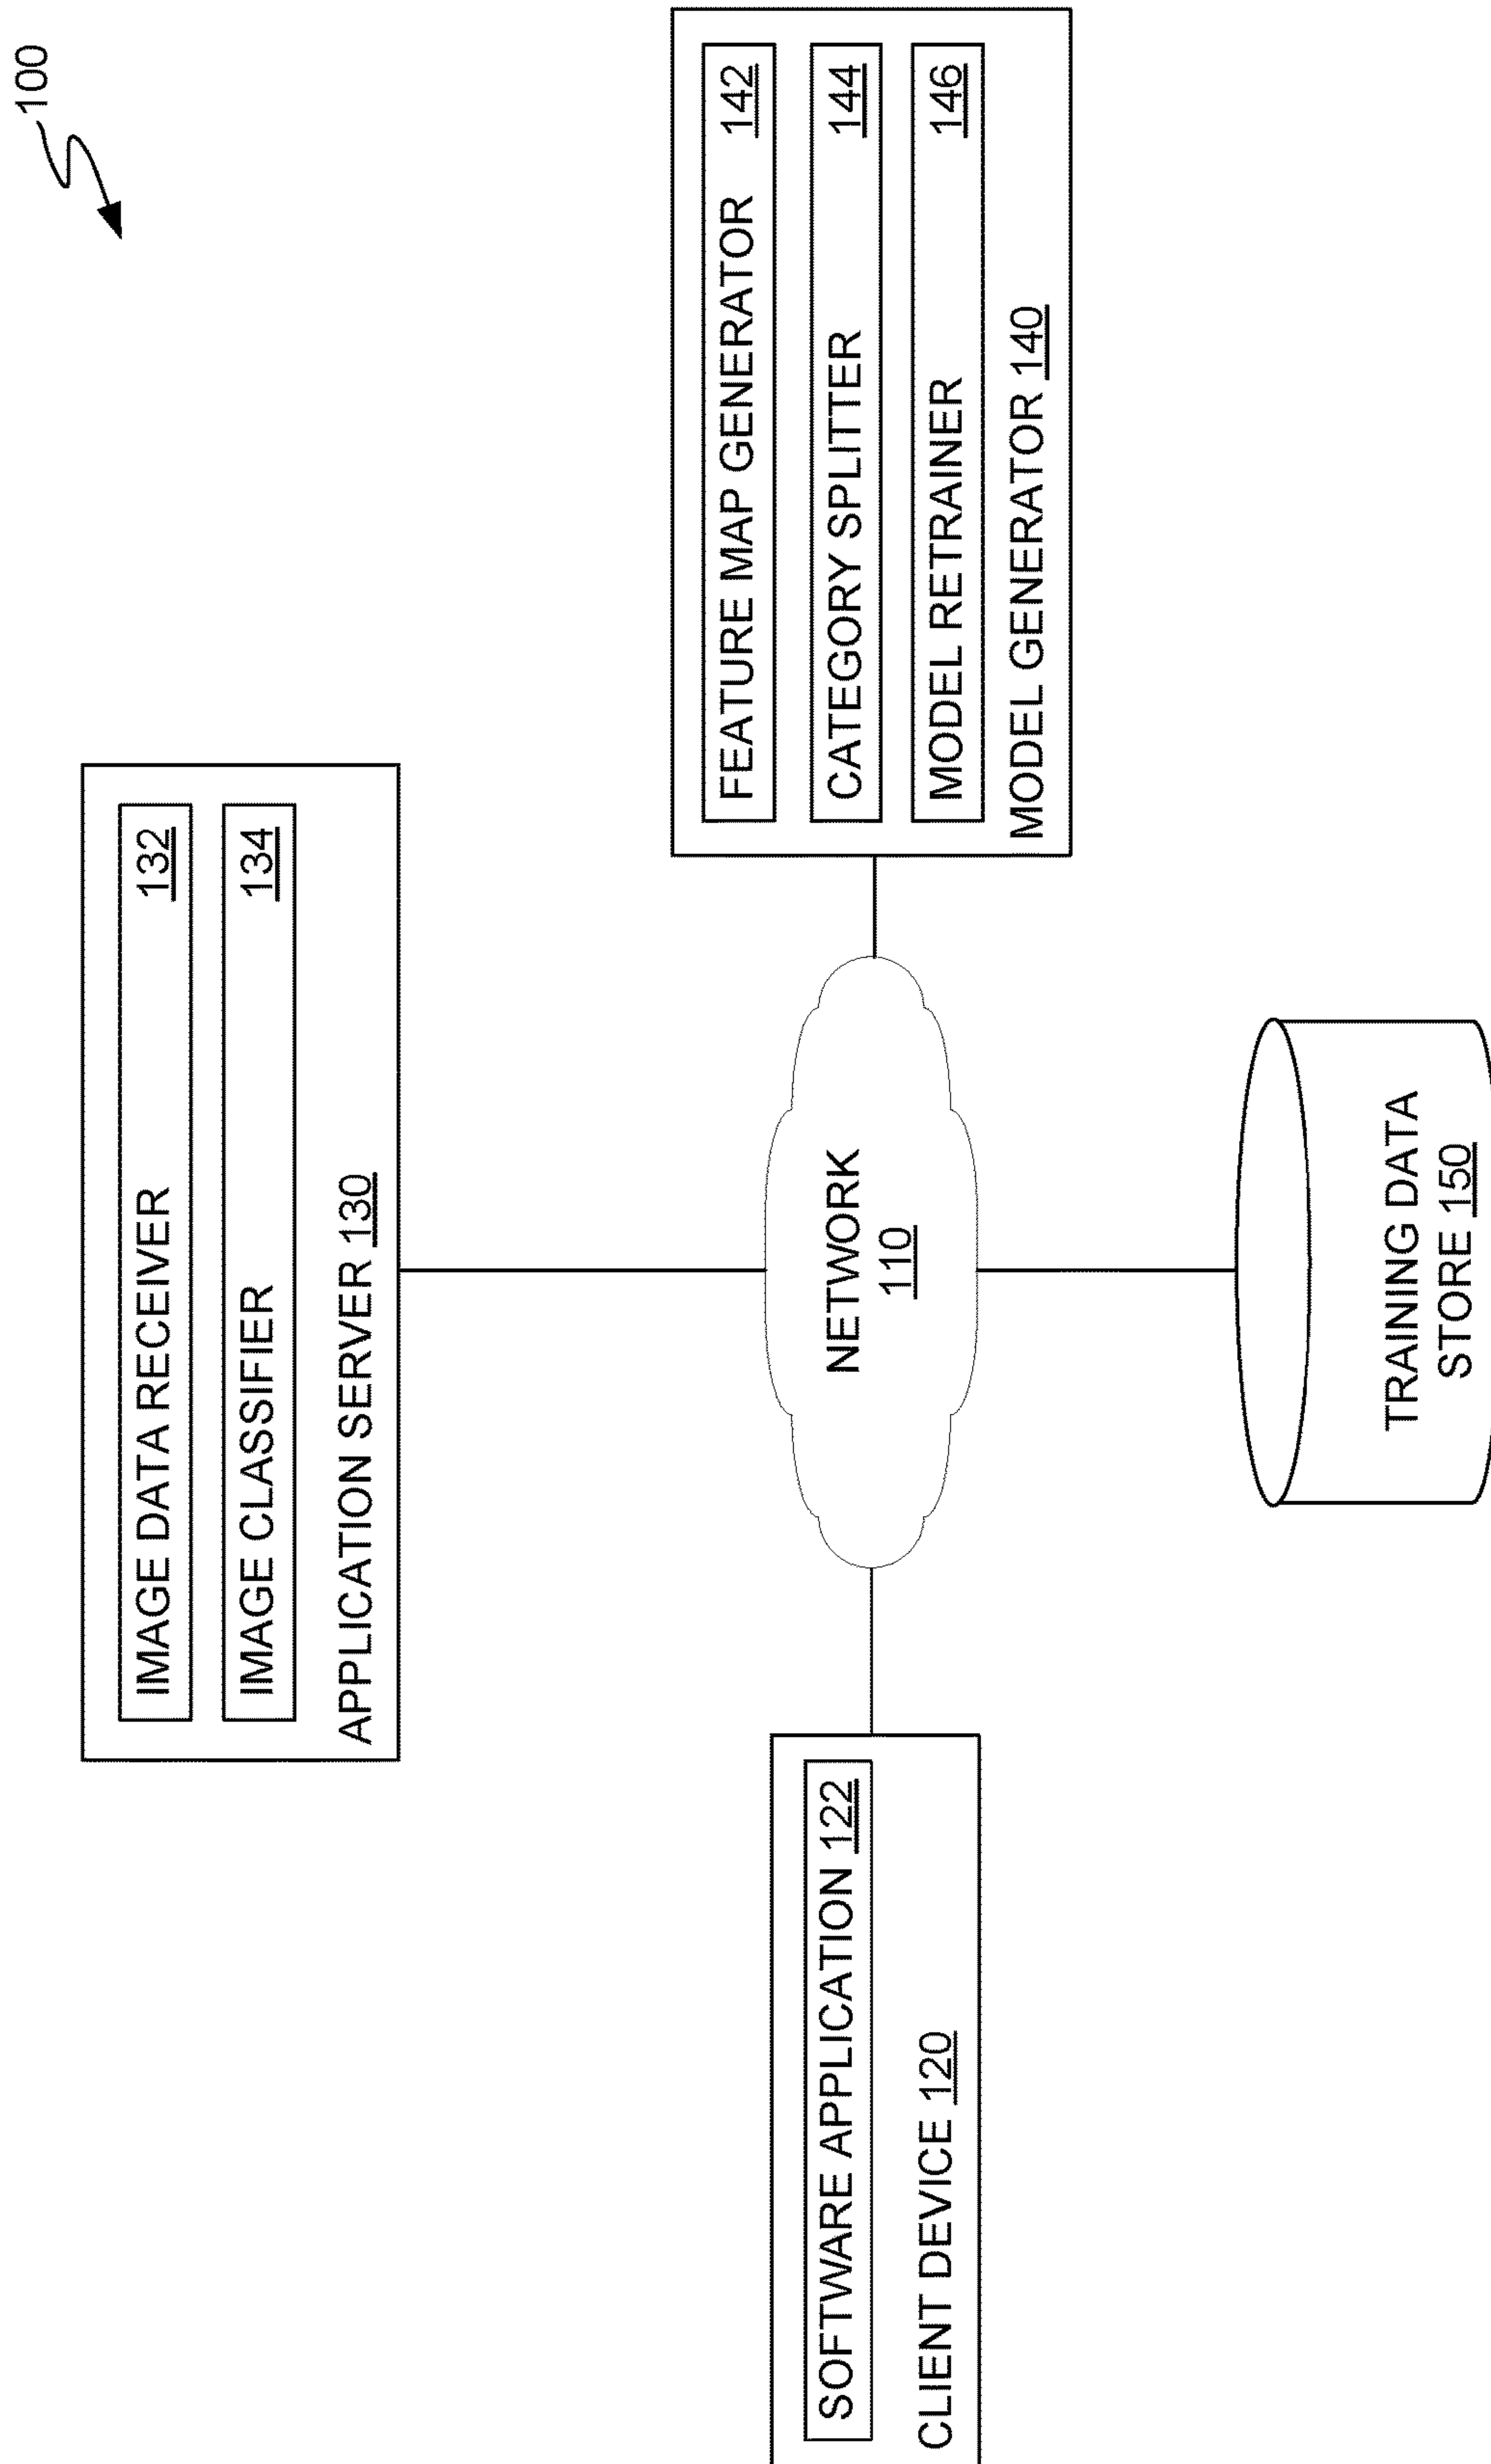 100
IMAGE DATA RECEIVER 132
IMAGE CLASSIFIER 134
APPLICATION SERVER 130
SOFTWARE APPLICATION 122
CLIENT DEVICE 120
NETWORK
110
FEATURE MAP GENERATOR 142
CATEGORY SPLITTER 144
MODEL RETRAINER 146
MODEL GENERATOR 140
TRAINING DATA
STORE 150